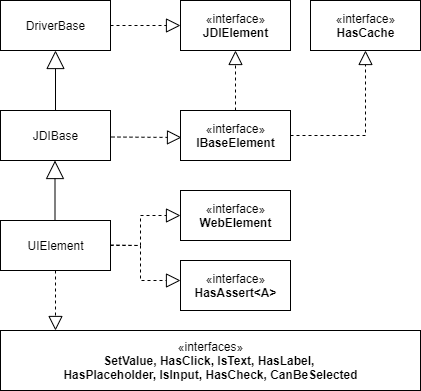 DriverBase
«interface»
JDIElement
«interface»
HasCache
JDIBase
«interface»
IBaseElement
UIElement
«interface»
WebElement
«interface»
HasAssert<A>
«interfaces»
SetValue, HasClick, IsText, HasLabel,
HasPlaceholder, IsInput, HasCheck, CanBeSelected